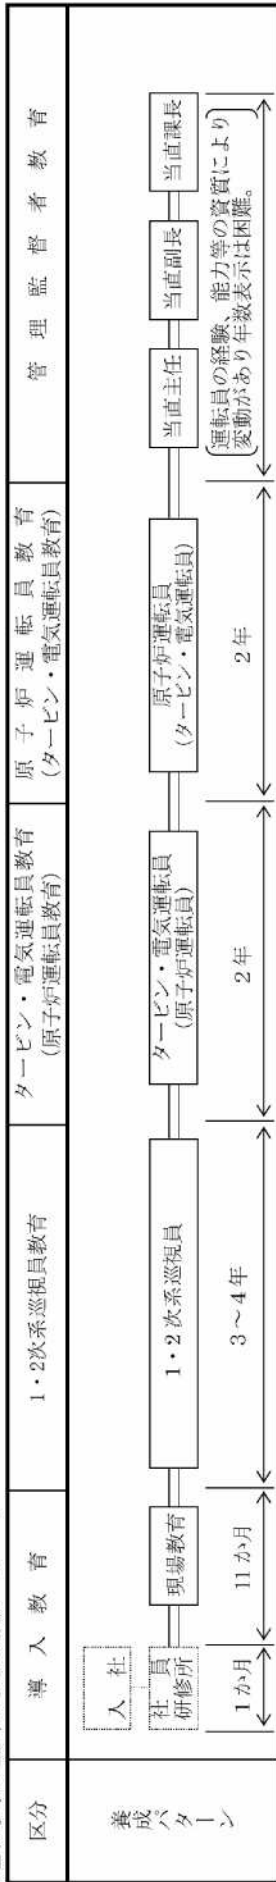 区分
導入教育
1・2次系巡視員教育
タービン・電気運転員教育
(原子炉運転員教育)
原子炉運転員教育
(タービン・電気運転員教育)
管理監督者教育
養成パターン
入社
社員
研修所
現場教育
1・2次系巡視員
タービン・電気運転員
(原子炉運転員)
原子炉運転員
(タービン・電気運転員)
当直主任
当直副長
当直課長
1か月
11か月
3～4年
2年
2年
運転員の経験、能力等の資質により
変動があり年数表示は困難。